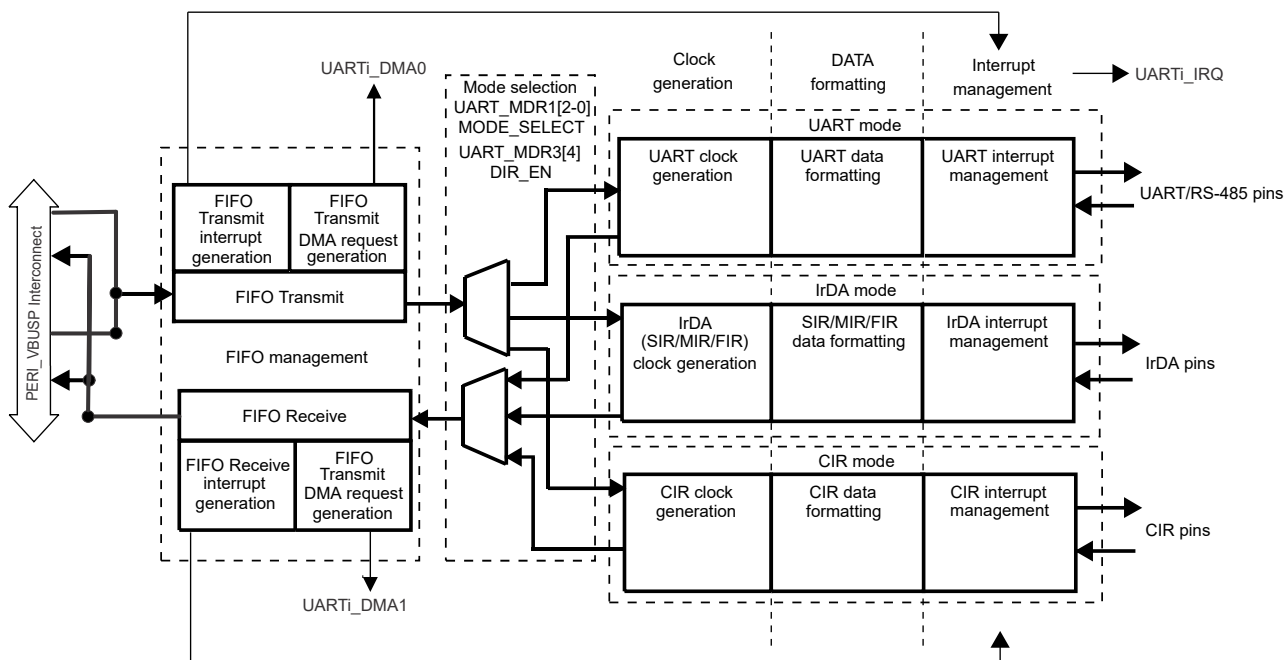 Clock
generation
DATA
formatting
Interrupt
management
UARTi_IRQ
UARTi_DMA0
Mode selection
UART_MDR1[2-0]
MODE_SELECT
UART_MDR3[4]
DIR_EN
UART mode
UART clock
generation
UART data
formatting
UART interrupt
management
UART/RS-485 pins
PERI_VBUSP Interconnect
FIFO
Transmit
interrupt
generation
FIFO
Transmit
DMA request
generation
FIFO Transmit
FIFO management
FIFO Receive
FIFO Receive
interrupt
generation
FIFO
Transmit
DMA request
generation
UARTi_DMA1
IrDA mode
IrDA
(SIR/MIR/FIR)
clock generation
SIR/MIR/FIR
data formatting
IrDA interrupt
management
IrDA pins
CIR mode
CIR clock
generation
CIR data
formatting
CIR interrupt
management
CIR pins